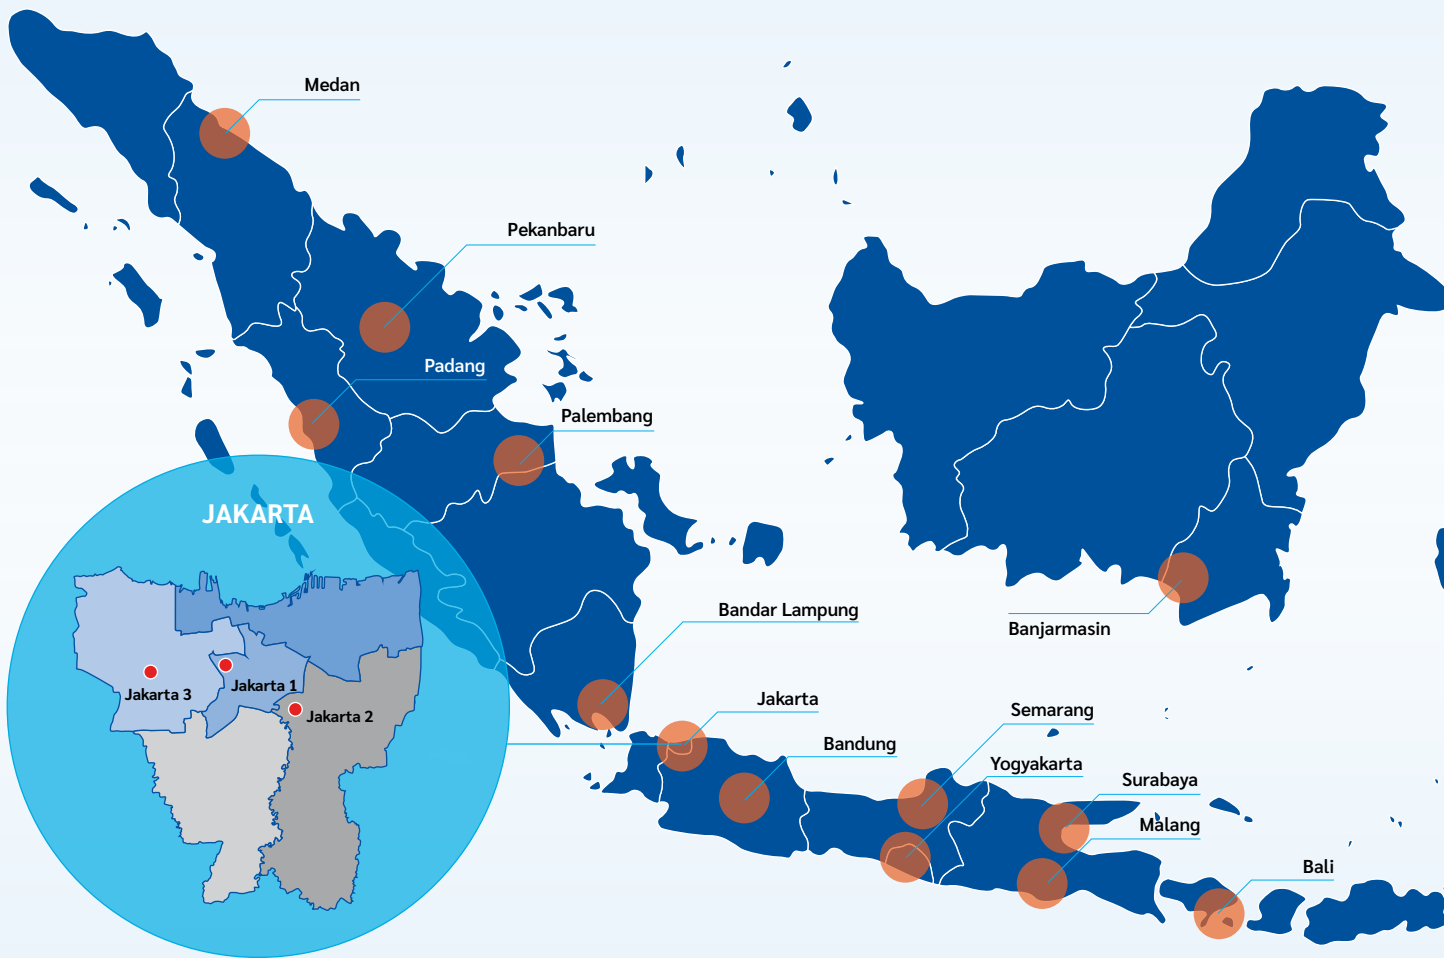 Medan
Pekanbaru
Padang
Palembang
JAKARTA
Jakarta 3
Jakarta 1
Jakarta 2
Bandar Lampung
Banjarmasin
Jakarta
Semarang
Bandung
Yogyakarta
Surabaya
Malang
Bali